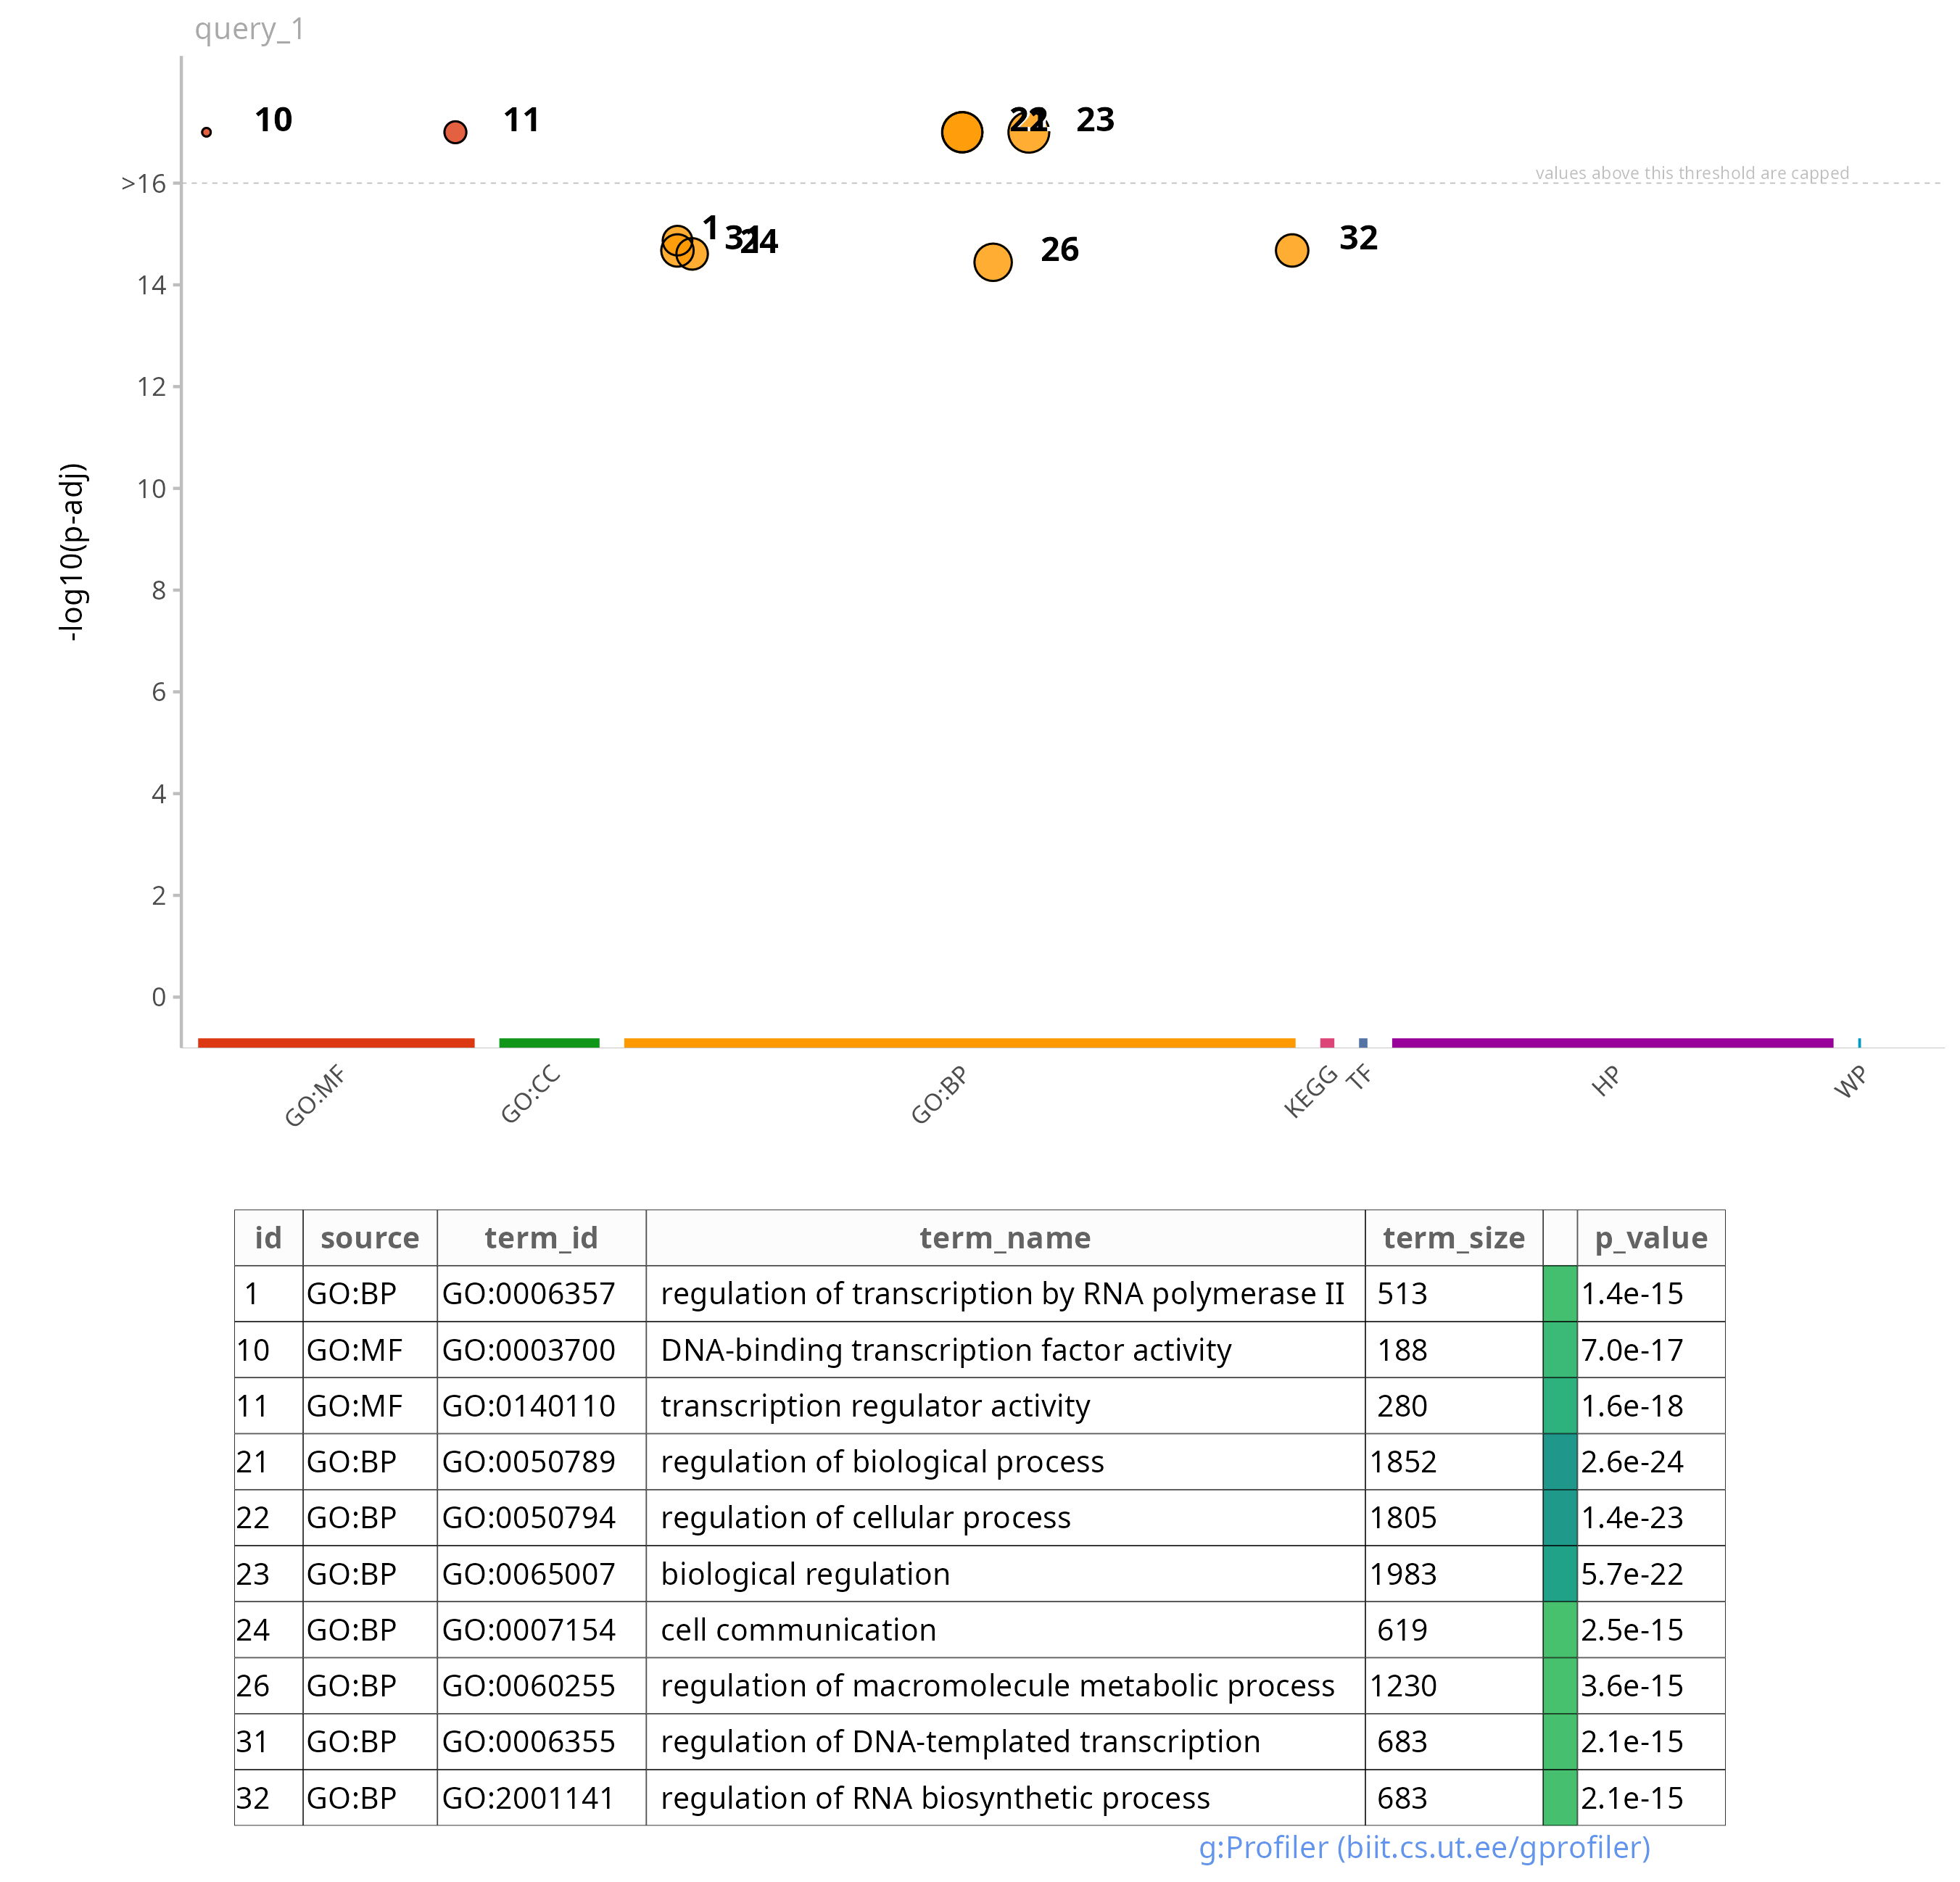 query_1
10
11
21
22
23
>16
values above this threshold are capped
1
31
24
26
32
14
12
10
8
6
4
2
0
-log10(p-adj)
GO:MF
GO:CC
GO:BP
KEGG
TF
HP
WP
id source term_id term_name term_size p_value
1 GO:BP GO:0006357 regulation of transcription by RNA polymerase II 513 1.4e-15
10 GO:MF GO:0003700 DNA-binding transcription factor activity 188 7.0e-17
11 GO:MF GO:0140110 transcription regulator activity 280 1.6e-18
21 GO:BP GO:0050789 regulation of biological process 1852 2.6e-24
22 GO:BP GO:0050794 regulation of cellular process 1805 1.4e-23
23 GO:BP GO:0065007 biological regulation 1983 5.7e-22
24 GO:BP GO:0007154 cell communication 619 2.5e-15
26 GO:BP GO:0060255 regulation of macromolecule metabolic process 1230 3.6e-15
31 GO:BP GO:0006355 regulation of DNA-templated transcription 683 2.1e-15
32 GO:BP GO:2001141 regulation of RNA biosynthetic process 683 2.1e-15
g:Profiler (biit.cs.ut.ee/gprofiler)